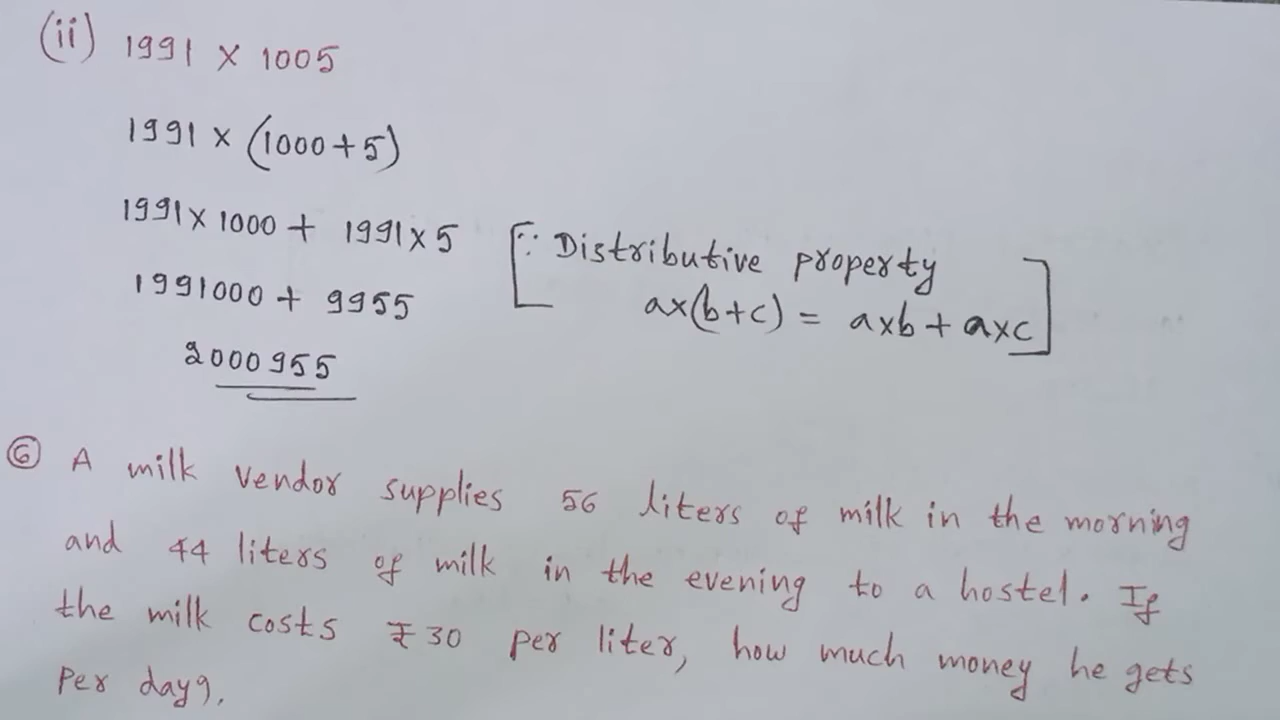 (ii) 1991 × 1005
1991 × (1000+5)
1991×1000 + 1991×5
[∵ Distributive property
1991000 + 9955
a×(b+c) = a×b + a×c]
2000955
⑥ A milk vendor supplies 56 liters of milk in the morning
and 44 liters of milk in the evening to a hostel. If
the milk costs ₹30 per liter, how much money he gets
Per day?.